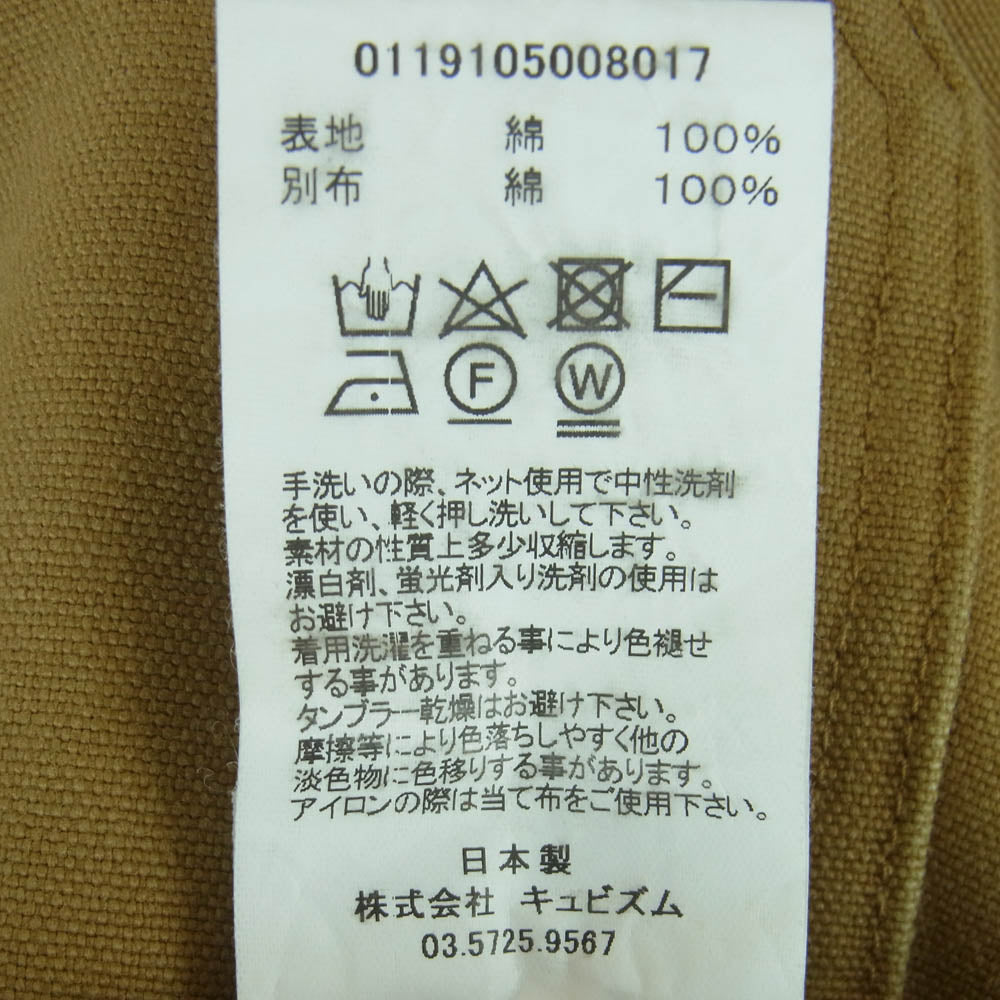 0119105008017
表地 綿 100%
別布 綿 100%
F W
手洗いの際、ネット使用で中性洗剤
を使い、軽く押し洗いして下さい。
素材の性質上多少収縮します。
漂白剤、蛍光剤入り洗剤の使用は
お避け下さい。
着用洗濯を重ねる事により色褪せ
する事があります。
タンブラー乾燥はお避け下さい。
摩擦等により色落ちしやすく他の
淡色物に色移りする事があります。
アイロンの際は当て布をご使用下さい。
日本製
株式会社 キュビズム
03.5725.9567